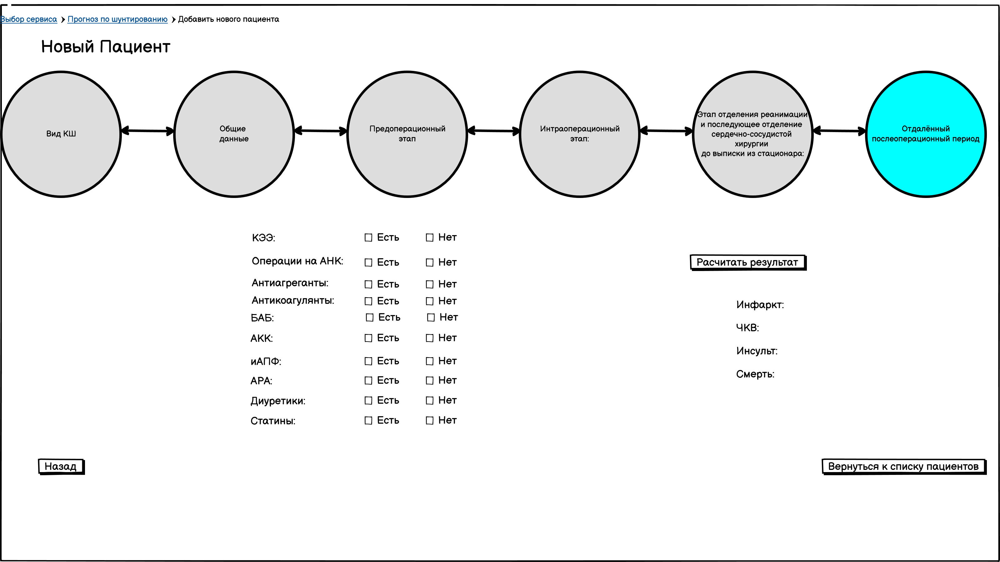 Выбор сервиса
Прогноз по шунтированию
Добавить нового пациента
Новый Пациент
Вид КШ
Общие
данные
Предоперационный
этап
Интраоперационный
этап:
Этап отделения реанимации
и последующее отделение
сердечно-сосудистой
хирургии
до выписки из стационара:
Отдалённый
послеоперационный период
КЭЭ: Есть Нет
Операции на АНК: Есть Нет
Антиагреганты: Есть Нет
Антикоагулянты: Есть Нет
БАБ: Есть Нет
АКК: Есть Нет
иАПФ: Есть Нет
АРА: Есть Нет
Диуретики: Есть Нет
Статины: Есть Нет
Расчитать результат
Инфаркт:
ЧКВ:
Инсульт:
Смерть:
Назад
Вернуться к списку пациентов